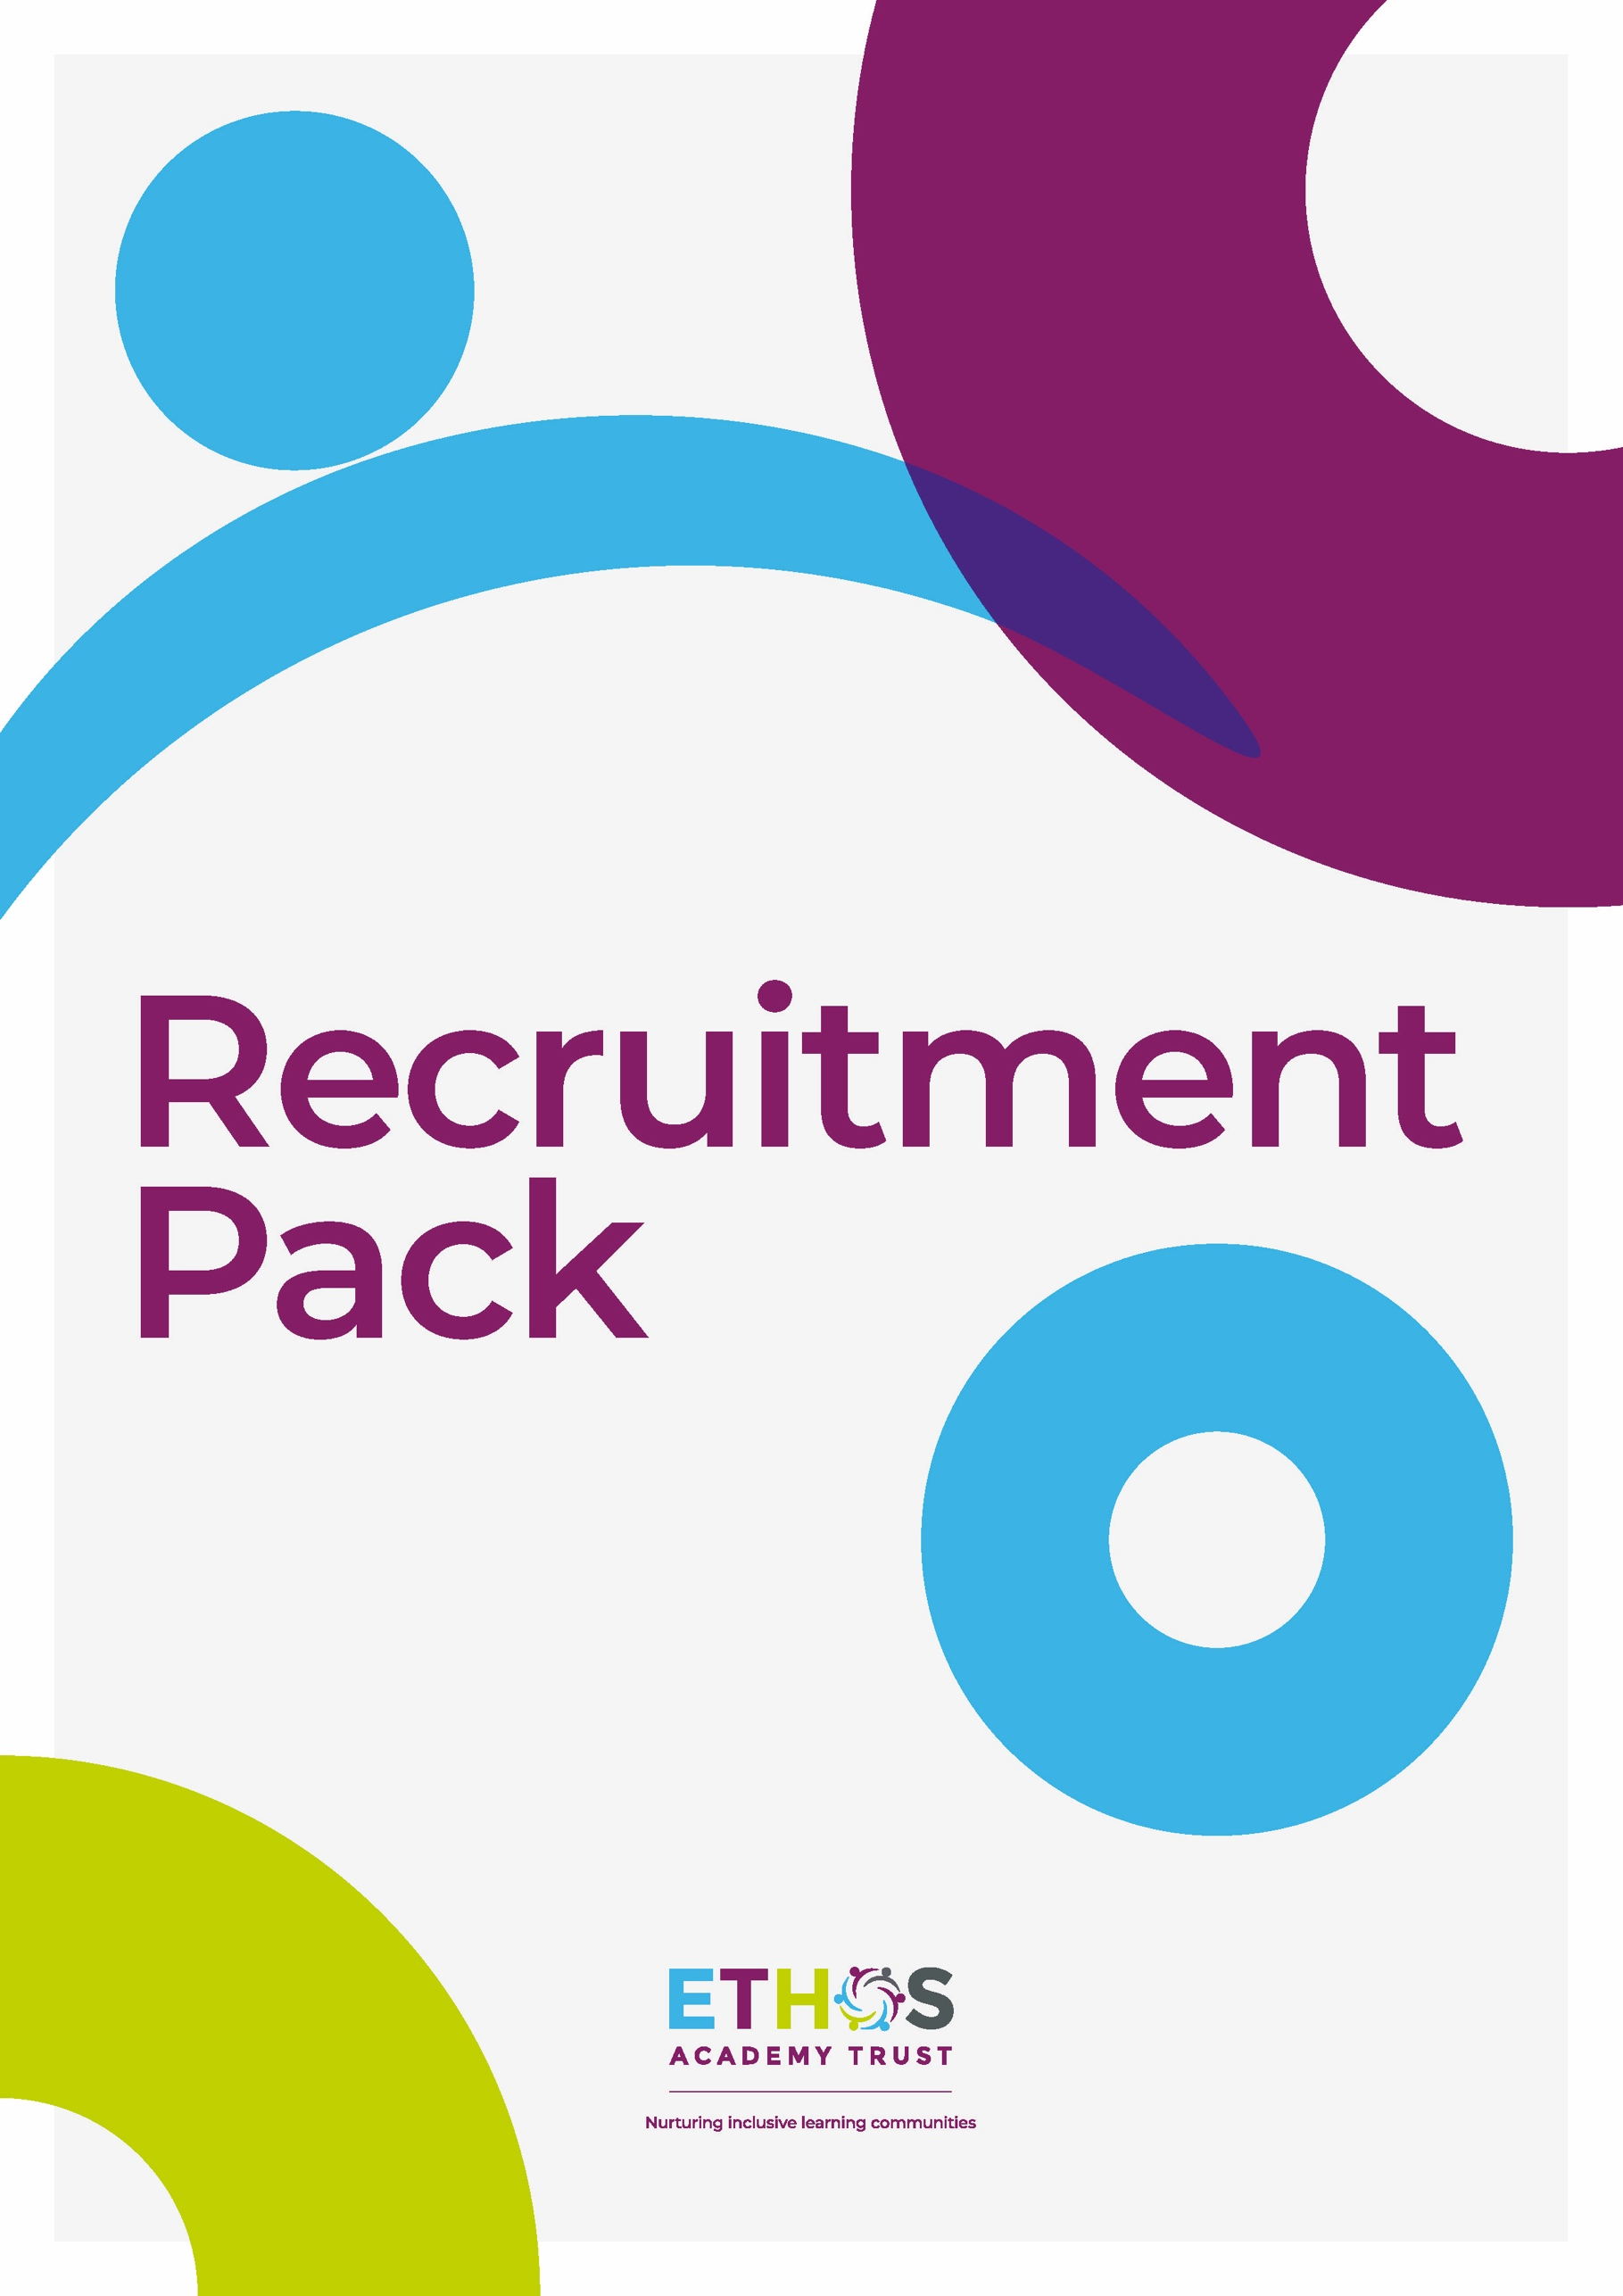 Recruitment
Pack
ETHOS
ACADEMY TRUST
Nurturing inclusive learning communities